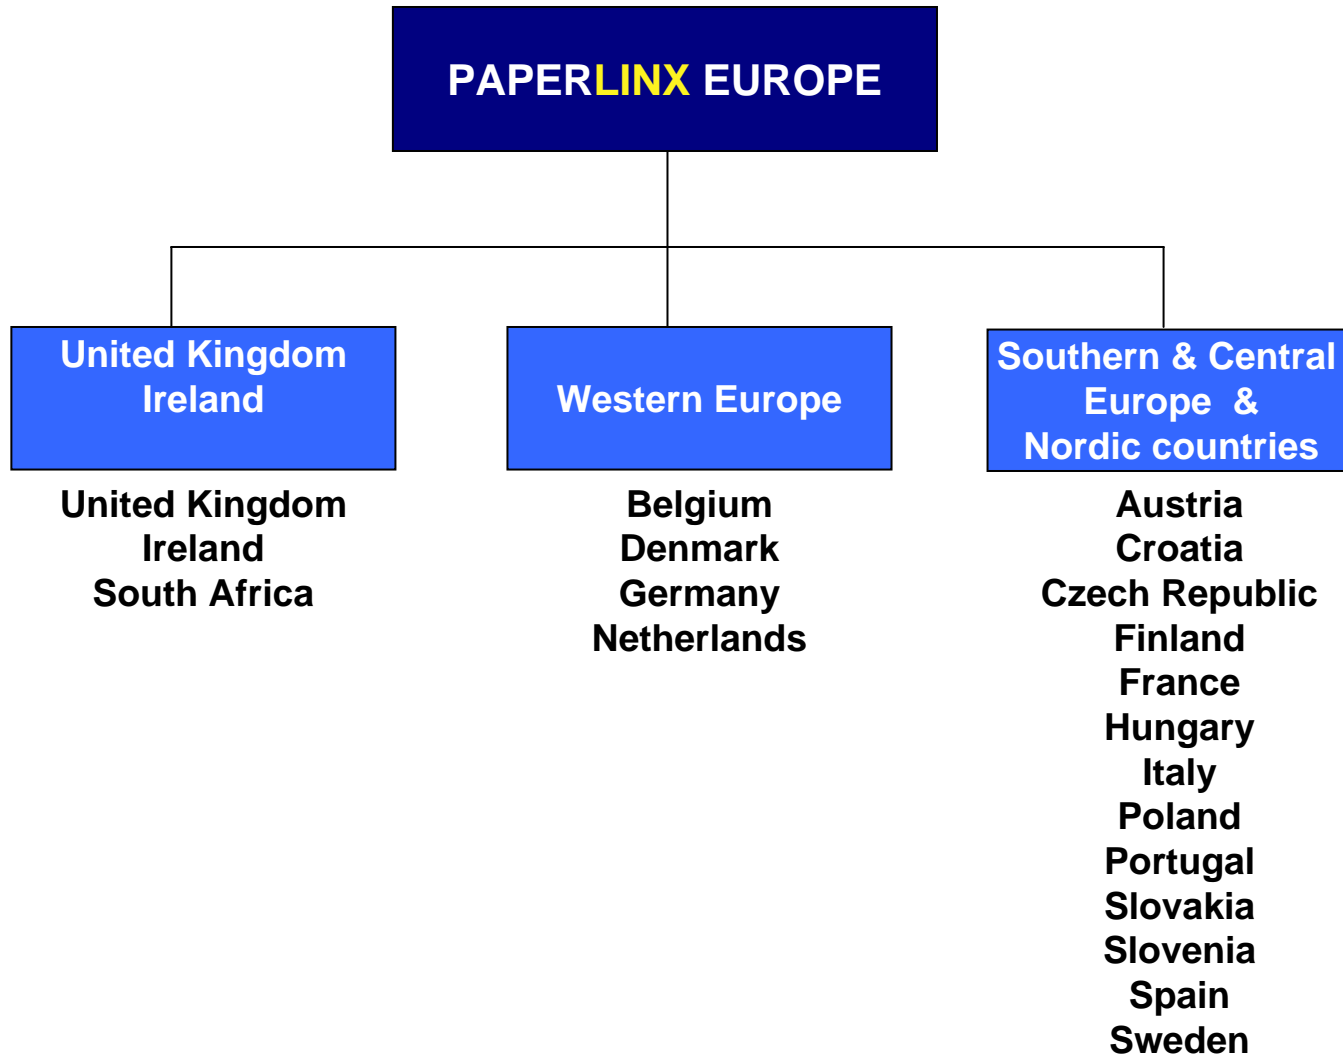 PAPERLINX EUROPE
United Kingdom
Ireland
United Kingdom
Ireland
South Africa
Western Europe
Belgium
Denmark
Germany
Netherlands
Southern & Central
Europe &
Nordic countries
Austria
Croatia
Czech Republic
Finland
France
Hungary
Italy
Poland
Portugal
Slovakia
Slovenia
Spain
Sweden